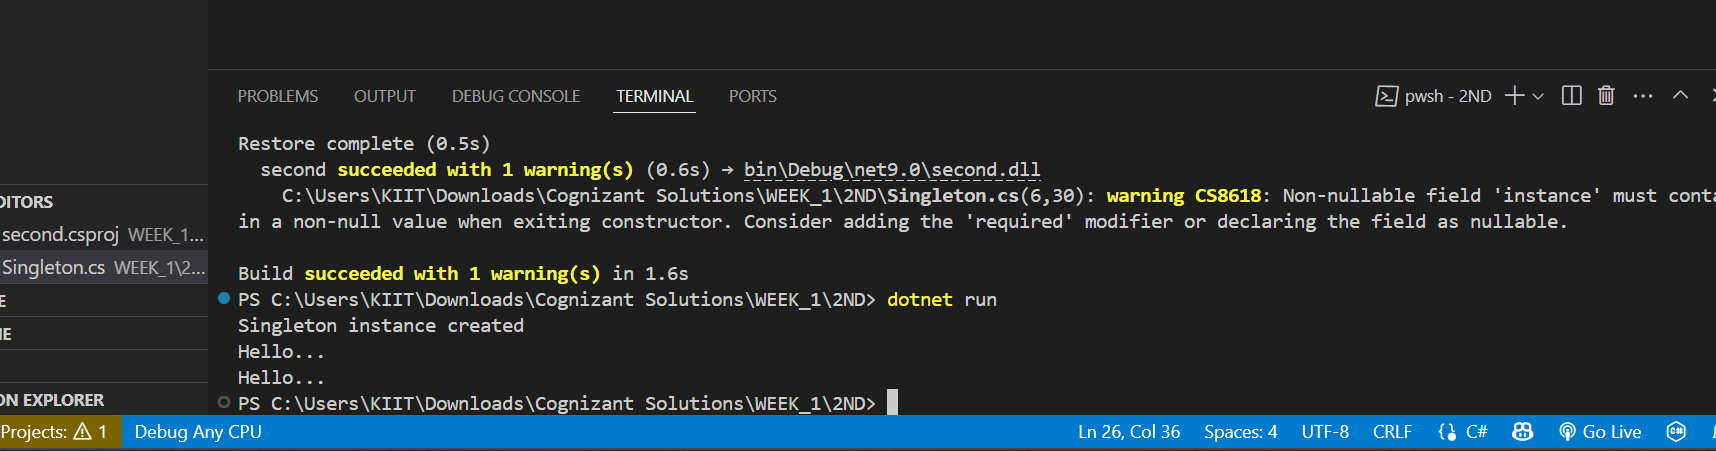 PROBLEMS OUTPUT DEBUG CONSOLE TERMINAL PORTS pwsh - 2ND
Restore complete (0.5s)
second succeeded with 1 warning(s) (0.6s) → bin\Debug\net9.0\second.dll
C:\Users\KIIT\Downloads\Cognizant Solutions\WEEK_1\2ND\Singleton.cs(6,30): warning CS8618: Non-nullable field 'instance' must conta
in a non-null value when exiting constructor. Consider adding the 'required' modifier or declaring the field as nullable.
Build succeeded with 1 warning(s) in 1.6s
PS C:\Users\KIIT\Downloads\Cognizant Solutions\WEEK_1\2ND> dotnet run
Singleton instance created
Hello...
Hello...
PS C:\Users\KIIT\Downloads\Cognizant Solutions\WEEK_1\2ND>
DITORS
second.csproj WEEK_1...
Singleton.cs WEEK_1\2...
E
NE
ON EXPLORER
Projects: 1 Debug Any CPU Ln 26, Col 36 Spaces: 4 UTF-8 CRLF C# Go Live